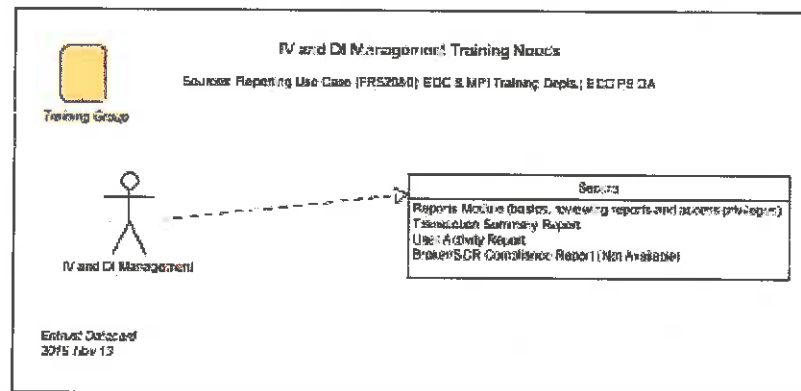 IV and DI Management Training Needs
Sources: Reporting Use Case (FRS2080); EDC & MPI Training Depts.; EDC PS QA
Training Group
Reports Module (basics, reviewing reports and access privileges)
Transaction Summary Report
User Activity Report
Broker/SCR Compliance Report (Not Available)
IV and DI Management
Entrust Datacard
Nov 13